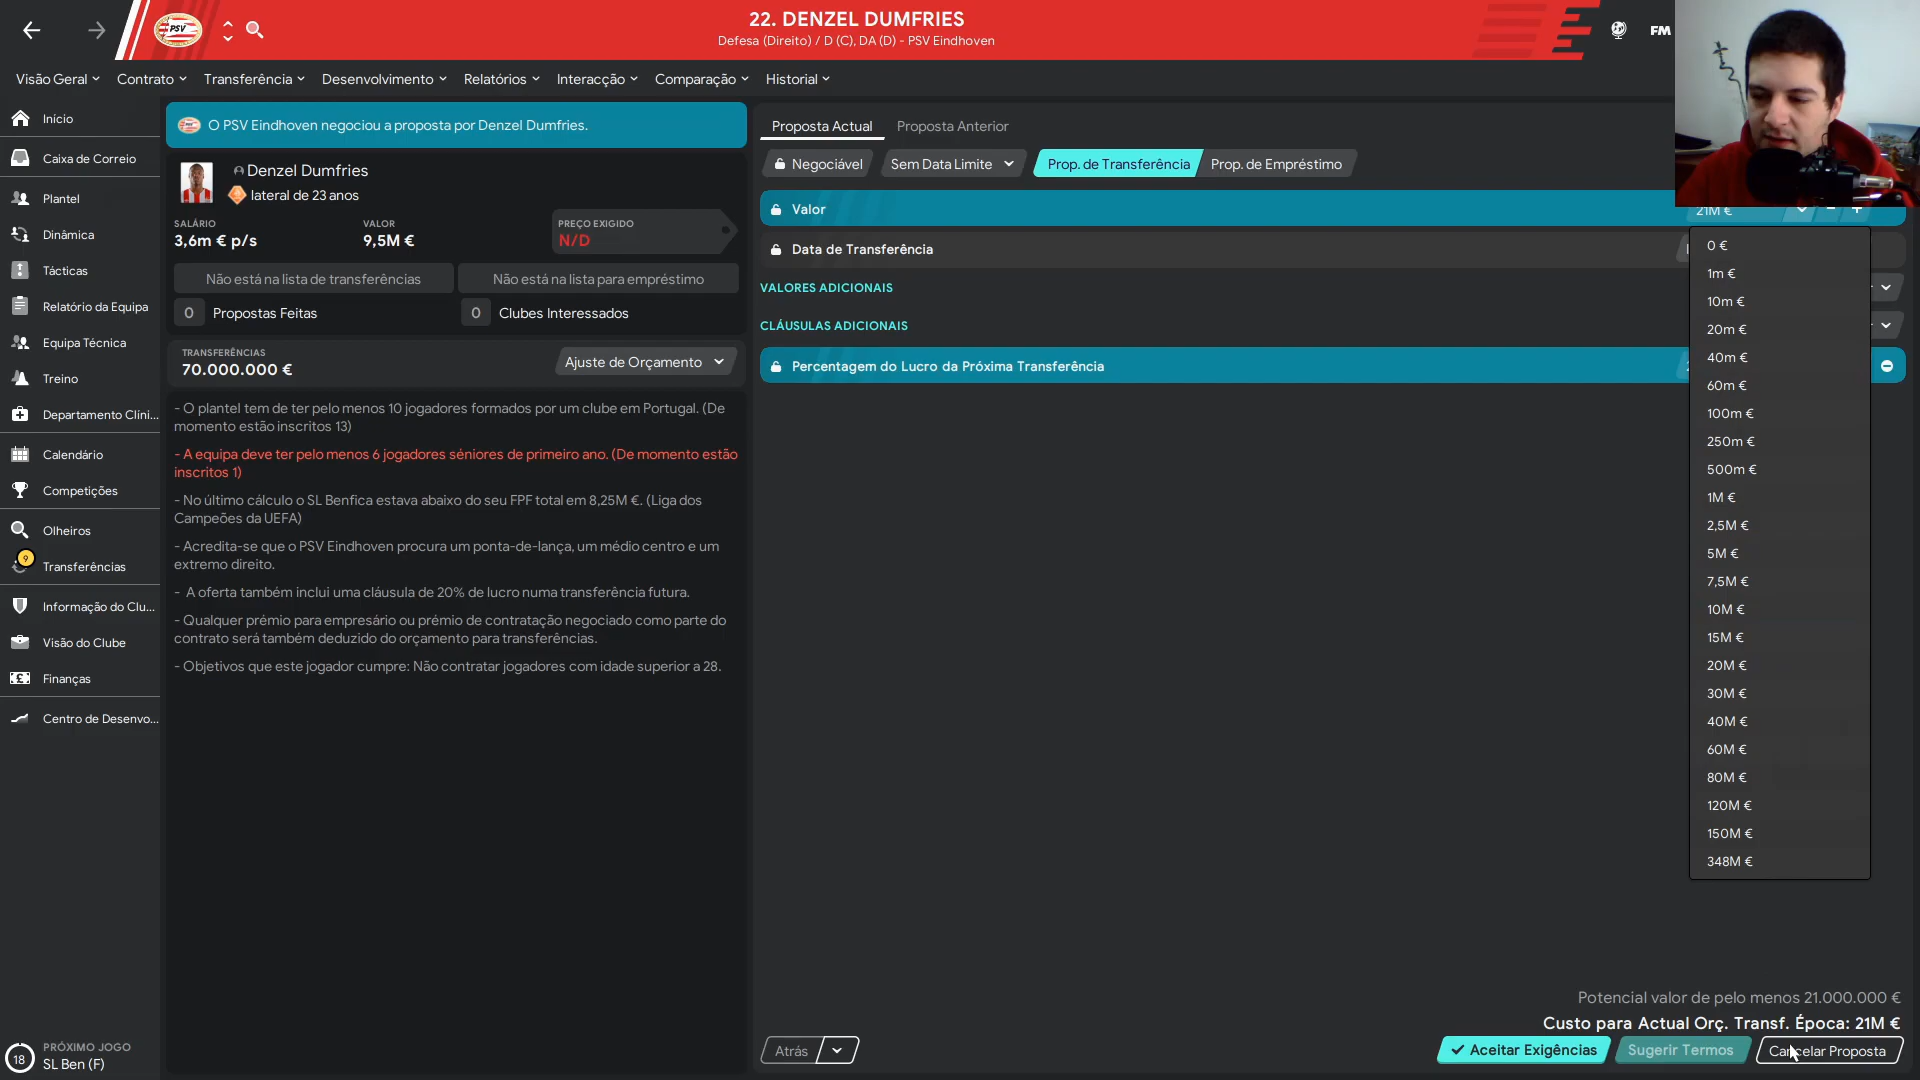 22. DENZEL DUMFRIES
Defesa (Direito) / D (C), DA (D) - PSV Eindhoven
PSV
FM
Visão Geral
Contrato
Transferência
Desenvolvimento
Relatórios
Interacção
Comparação
Historial
Início
Caixa de Correio
Plantel
Dinâmica
Tácticas
Relatório da Equipa
Equipa Técnica
Treino
Departamento Clíni...
Calendário
Competições
Olheiros
9
Transferências
Informação do Clu...
Visão do Clube
Finanças
Centro de Desenvo...
18
PRÓXIMO JOGO
SL Ben (F)
O PSV Eindhoven negociou a proposta por Denzel Dumfries.
Denzel Dumfries
lateral de 23 anos
SALÁRIO
3,6m € p/s
VALOR
9,5M €
PREÇO EXIGIDO
N/D
Não está na lista de transferências
Não está na lista para empréstimo
0 Propostas Feitas
0 Clubes Interessados
TRANSFERÊNCIAS
70.000.000 €
Ajuste de Orçamento
- O plantel tem de ter pelo menos 10 jogadores formados por um clube em Portugal. (De
momento estão inscritos 13)
- A equipa deve ter pelo menos 6 jogadores séniores de primeiro ano. (De momento estão
inscritos 1)
- No último cálculo o SL Benfica estava abaixo do seu FPF total em 8,25M €. (Liga dos
Campeões da UEFA)
- Acredita-se que o PSV Eindhoven procura um ponta-de-lança, um médio centro e um
extremo direito.
- A oferta também inclui uma cláusula de 20% de lucro numa transferência futura.
- Qualquer prémio para empresário ou prémio de contratação negociado como parte do
contrato será também deduzido do orçamento para transferências.
- Objetivos que este jogador cumpre: Não contratar jogadores com idade superior a 28.
Proposta Actual
Proposta Anterior
Negociável
Sem Data Limite
Prop. de Transferência
Prop. de Empréstimo
Valor
21M €
Data de Transferência
VALORES ADICIONAIS
CLÁUSULAS ADICIONAIS
Percentagem do Lucro da Próxima Transferência
0 €
1m €
10m €
20m €
40m €
60m €
100m €
250m €
500m €
1M €
2,5M €
5M €
7,5M €
10M €
15M €
20M €
30M €
40M €
60M €
80M €
120M €
150M €
348M €
Potencial valor de pelo menos 21.000.000 €
Custo para Actual Orç. Transf. Época: 21M €
Atrás
Aceitar Exigências
Sugerir Termos
Cancelar Proposta